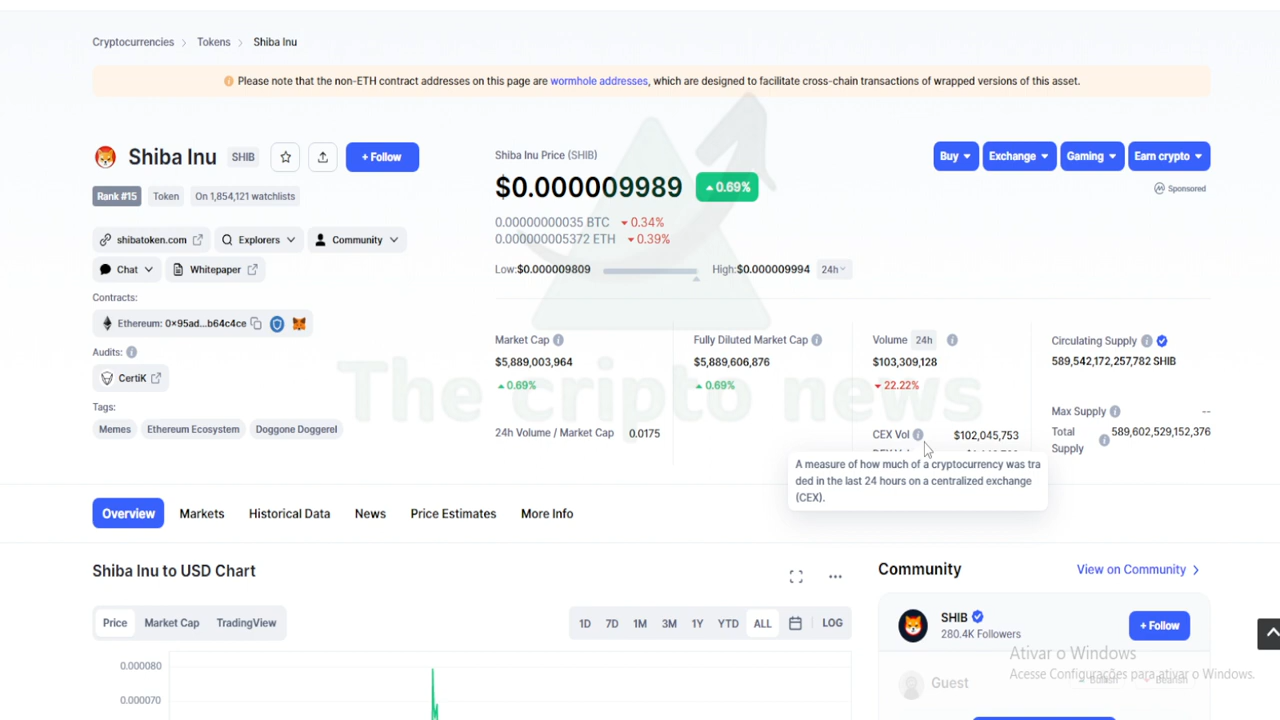 Cryptocurrencies > Tokens > Shiba Inu
Please note that the non-ETH contract addresses on this page are wormhole addresses, which are designed to facilitate cross-chain transactions of wrapped versions of this asset.
Shiba Inu SHIB + Follow
Rank #15 Token On 1,854,121 watchlists
shibatoken.com Explorers Community
Chat Whitepaper
Contracts:
Ethereum: 0x95ad...b64c4ce
Audits:
CertiK
Tags:
Memes Ethereum Ecosystem Doggone Doggerel
Shiba Inu Price (SHIB)
$0.000009989 0.69%
0.00000000035 BTC 0.34%
0.000000005372 ETH 0.39%
Low:$0.000009809 High:$0.000009994 24h
Buy Exchange Gaming Earn crypto
Sponsored
Market Cap
$5,889,003,964
0.69%
24h Volume / Market Cap 0.0175
Fully Diluted Market Cap
$5,889,606,876
0.69%
Volume 24h
$103,309,128
22.22%
CEX Vol $102,045,753
A measure of how much of a cryptocurrency was tra
ded in the last 24 hours on a centralized exchange
(CEX).
Circulating Supply
589,542,172,257,782 SHIB
Max Supply --
Total Supply 589,602,529,152,376
The cripto news
Overview Markets Historical Data News Price Estimates More Info
Shiba Inu to USD Chart
Price Market Cap TradingView
1D 7D 1M 3M 1Y YTD ALL LOG
0.000080
0.000070
Community View on Community >
SHIB
280.4K Followers
+ Follow
Guest
Bullish Bearish
Ativar o Windows
Acesse Configurações para ativar o Windows.